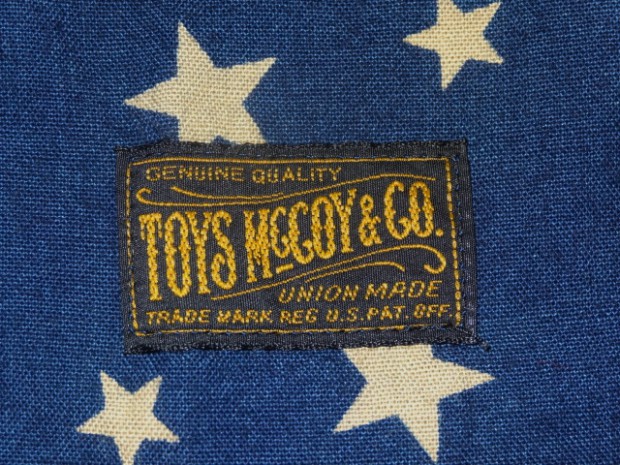 GENUINE QUALITY
TOYS McCOY & CO.
UNION MADE
TRADE MARK REG U.S. PAT. OFF.